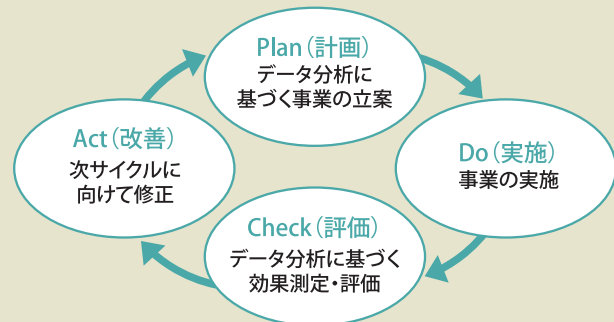 Plan(計画)
データ分析に
基づく事業の立案
Do(実施)
事業の実施
Check(評価)
データ分析に基づく
効果測定・評価
Act(改善)
次サイクルに
向けて修正